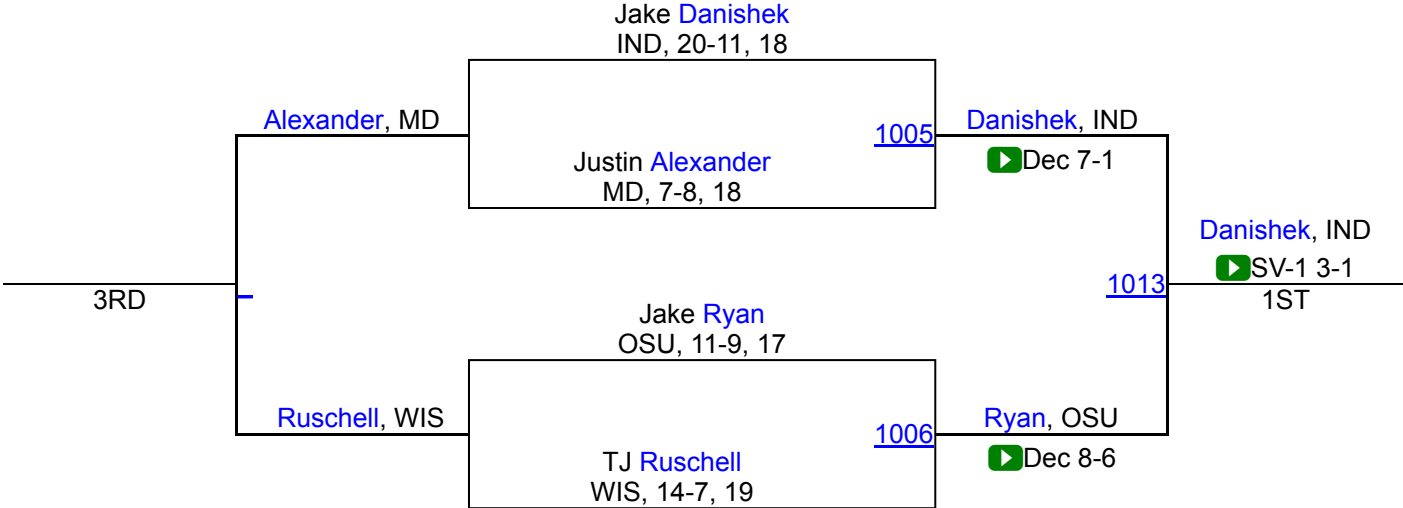 Jake Danishek
IND, 20-11, 18
Alexander, MD
1005
Danishek, IND
Justin Alexander
MD, 7-8, 18
Dec 7-1
Danishek, IND
SV-1 3-1
1013
1ST
3RD
Jake Ryan
OSU, 11-9, 17
Ruschell, WIS
1006
Ryan, OSU
TJ Ruschell
WIS, 14-7, 19
Dec 8-6